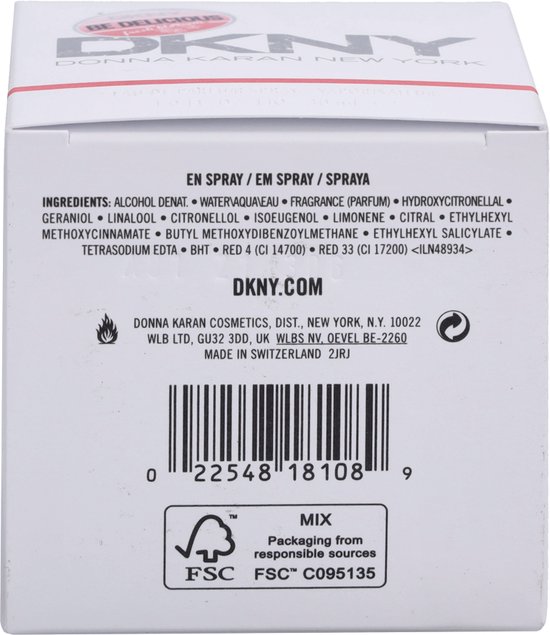 BE DELICIOUS
DKNY
DONNA KARAN NEW YORK
EN SPRAY / EM SPRAY / SPRAYA
INGREDIENTS: ALCOHOL DENAT. • WATER\AQUA\EAU • FRAGRANCE (PARFUM) • HYDROXYCITRONELLAL •
GERANIOL • LINALOOL • CITRONELLOL • ISOEUGENOL • LIMONENE • CITRAL • ETHYLHEXYL
METHOXYCINNAMATE • BUTYL METHOXYDIBENZOYLMETHANE • ETHYLHEXYL SALICYLATE •
TETRASODIUM EDTA • BHT • RED 4 (CI 14700) • RED 33 (CI 17200) <ILN48934>
DKNY.COM
DONNA KARAN COSMETICS, DIST., NEW YORK, N.Y. 10022
WLB LTD, GU32 3DD, UK WLBS NV, OEVEL BE-2260
MADE IN SWITZERLAND 2JRJ
0 22548 18108 9
FSC
MIX
Packaging from
responsible sources
FSC™ C095135